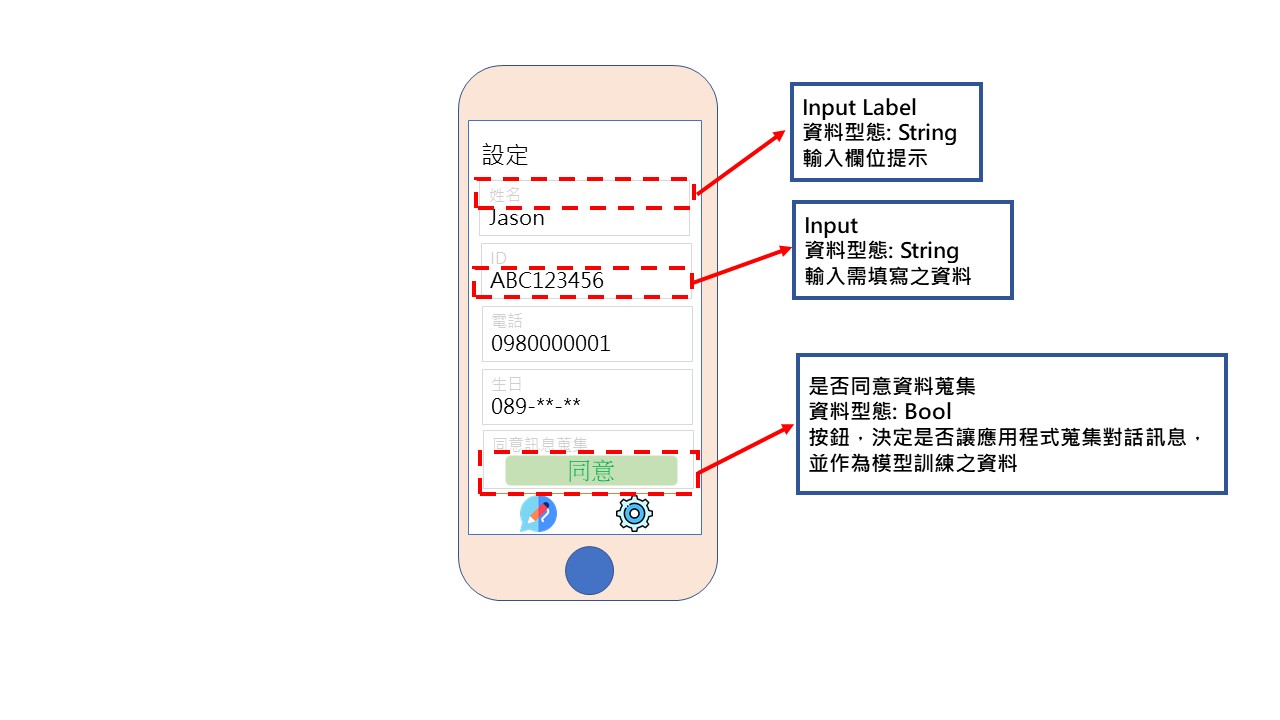 設定
姓名
Jason
ID
ABC123456
電話
0980000001
生日
089-**-**
同意訊息蒐集
同意
Input Label
資料型態: String
輸入欄位提示
Input
資料型態: String
輸入需填寫之資料
是否同意資料蒐集
資料型態: Bool
按鈕，決定是否讓應用程式蒐集對話訊息，
並作為模型訓練之資料